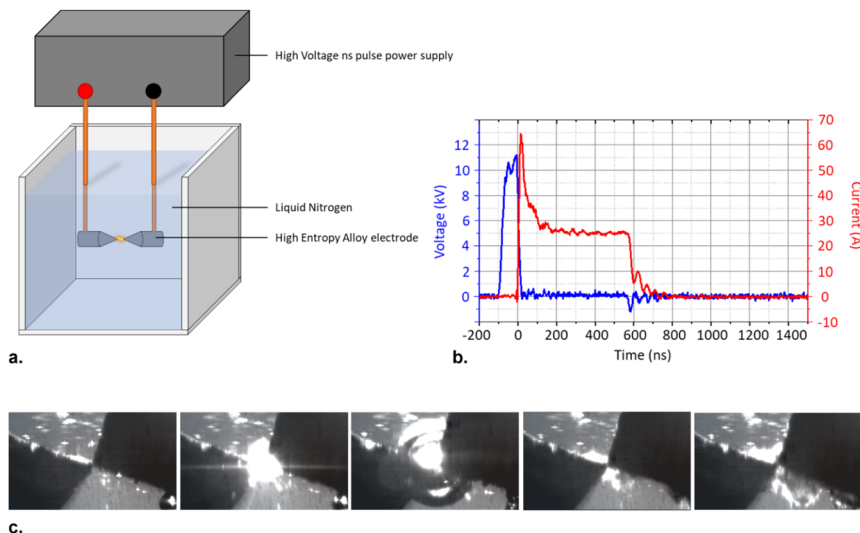 High Voltage ns pulse power supply
Liquid Nitrogen
High Entropy Alloy electrode
a.
Voltage (kV)
12
10
8
6
4
2
0
70
60
50
40
30
20
10
0
-10
Current (A)
-200 0 200 400 600 800 1000 1200 1400
Time (ns)
b.
c.